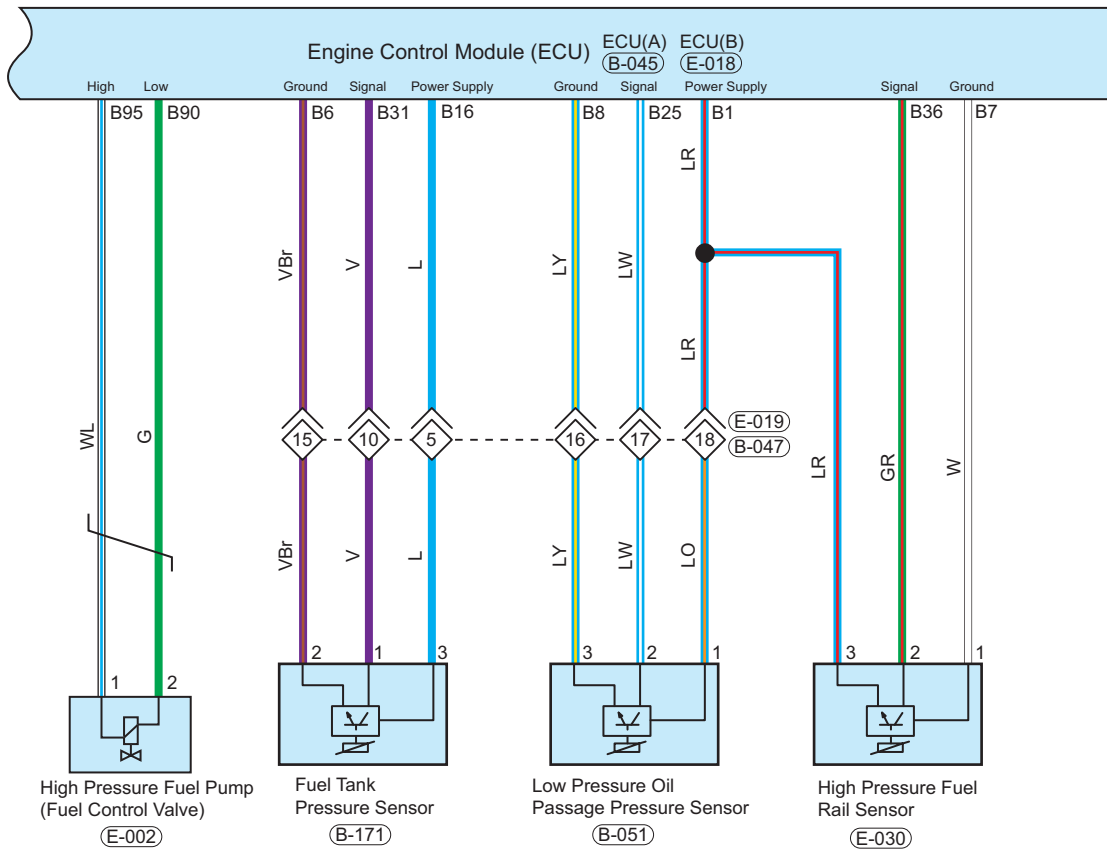 Engine Control Module (ECU)
ECU(A) ECU(B)
B-045 E-018
High Low Ground Signal Power Supply Ground Signal Power Supply Signal Ground
B95 B90 B6 B31 B16 B8 B25 B1 B36 B7
LR
VBr V L LY LW LR
E-019
15 10 5 16 17 18
B-047
WL G LR GR W
VBr V L LY LW LO
2 1 3 3 2 1 3 2 1
1 2
High Pressure Fuel Pump
(Fuel Control Valve)
E-002
Fuel Tank
Pressure Sensor
B-171
Low Pressure Oil
Passage Pressure Sensor
B-051
High Pressure Fuel
Rail Sensor
E-030